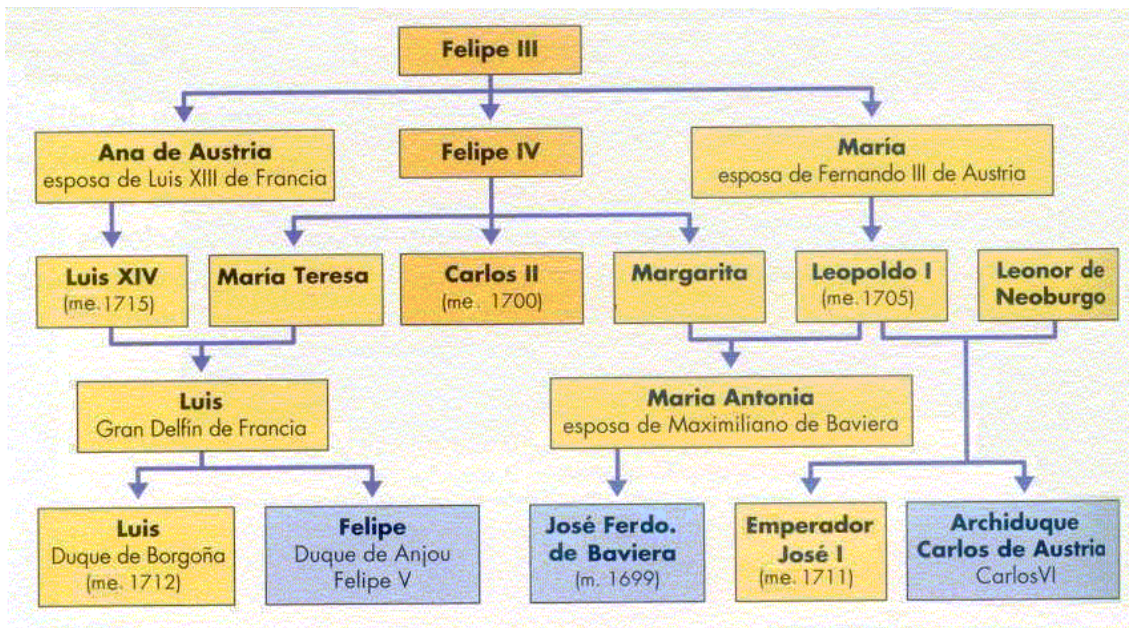 Felipe III
Ana de Austria
esposa de Luis XIII de Francia
Felipe IV
María
esposa de Fernando III de Austria
Luis XIV
(me. 1715)
María Teresa
Carlos II
(me. 1700)
Margarita
Leopoldo I
(me. 1705)
Leonor de
Neoburgo
Luis
Gran Delfín de Francia
Maria Antonia
esposa de Maximiliano de Baviera
Luis
Duque de Borgoña
(me. 1712)
Felipe
Duque de Anjou
Felipe V
José Ferdo.
de Baviera
(m. 1699)
Emperador
José I
(me. 1711)
Archiduque
Carlos de Austria
CarlosVI